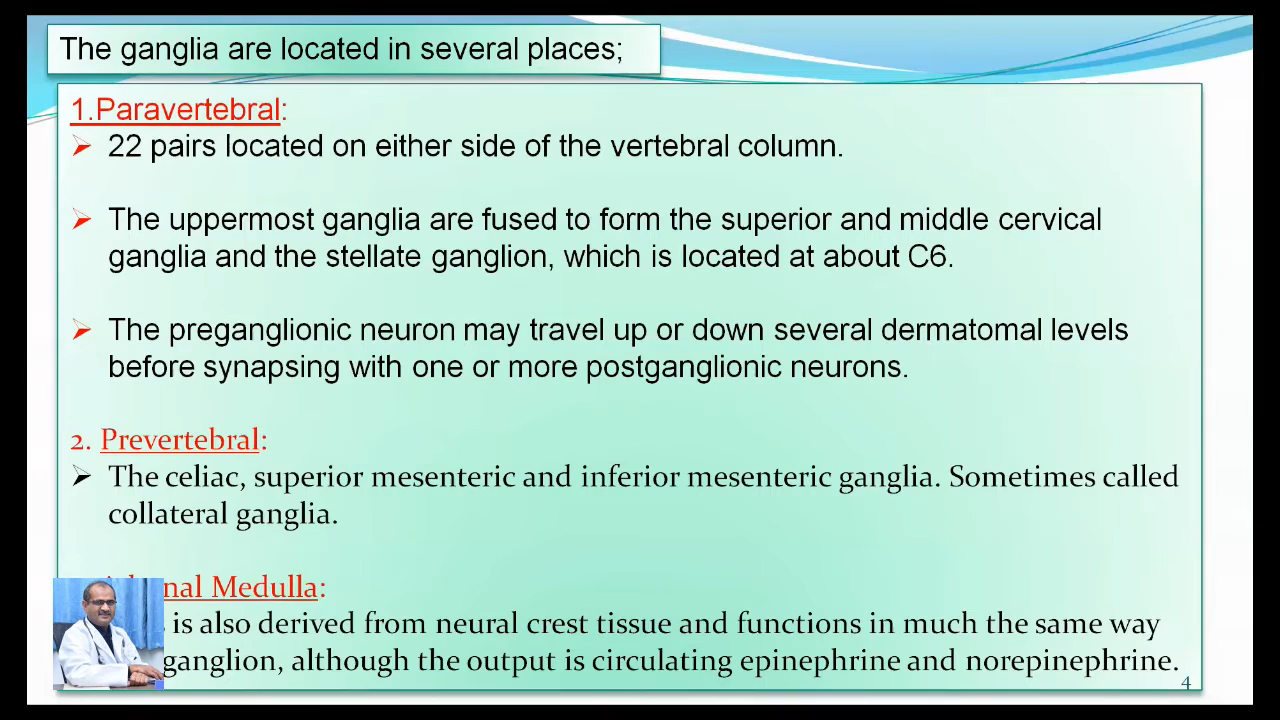 The ganglia are located in several places;
1.Paravertebral:
➢ 22 pairs located on either side of the vertebral column.
➢ The uppermost ganglia are fused to form the superior and middle cervical
ganglia and the stellate ganglion, which is located at about C6.
➢ The preganglionic neuron may travel up or down several dermatomal levels
before synapsing with one or more postganglionic neurons.
2. Prevertebral:
➢ The celiac, superior mesenteric and inferior mesenteric ganglia. Sometimes called
collateral ganglia.
Medulla:
is also derived from neural crest tissue and functions in much the same way
ganglion, although the output is circulating epinephrine and norepinephrine.
4